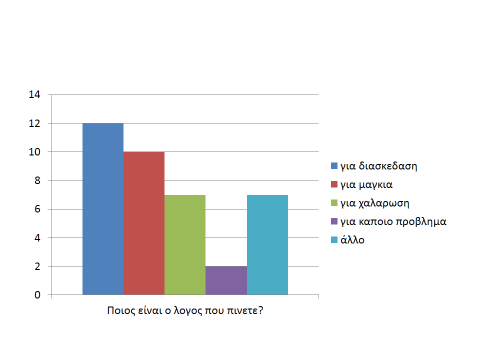 14
12
10
8
6
4
2
0
Ποιος είναι ο λογος που πινετε?
για διασκεδαση
για μαγκια
για χαλαρωση
για καποιο προβλημα
άλλο